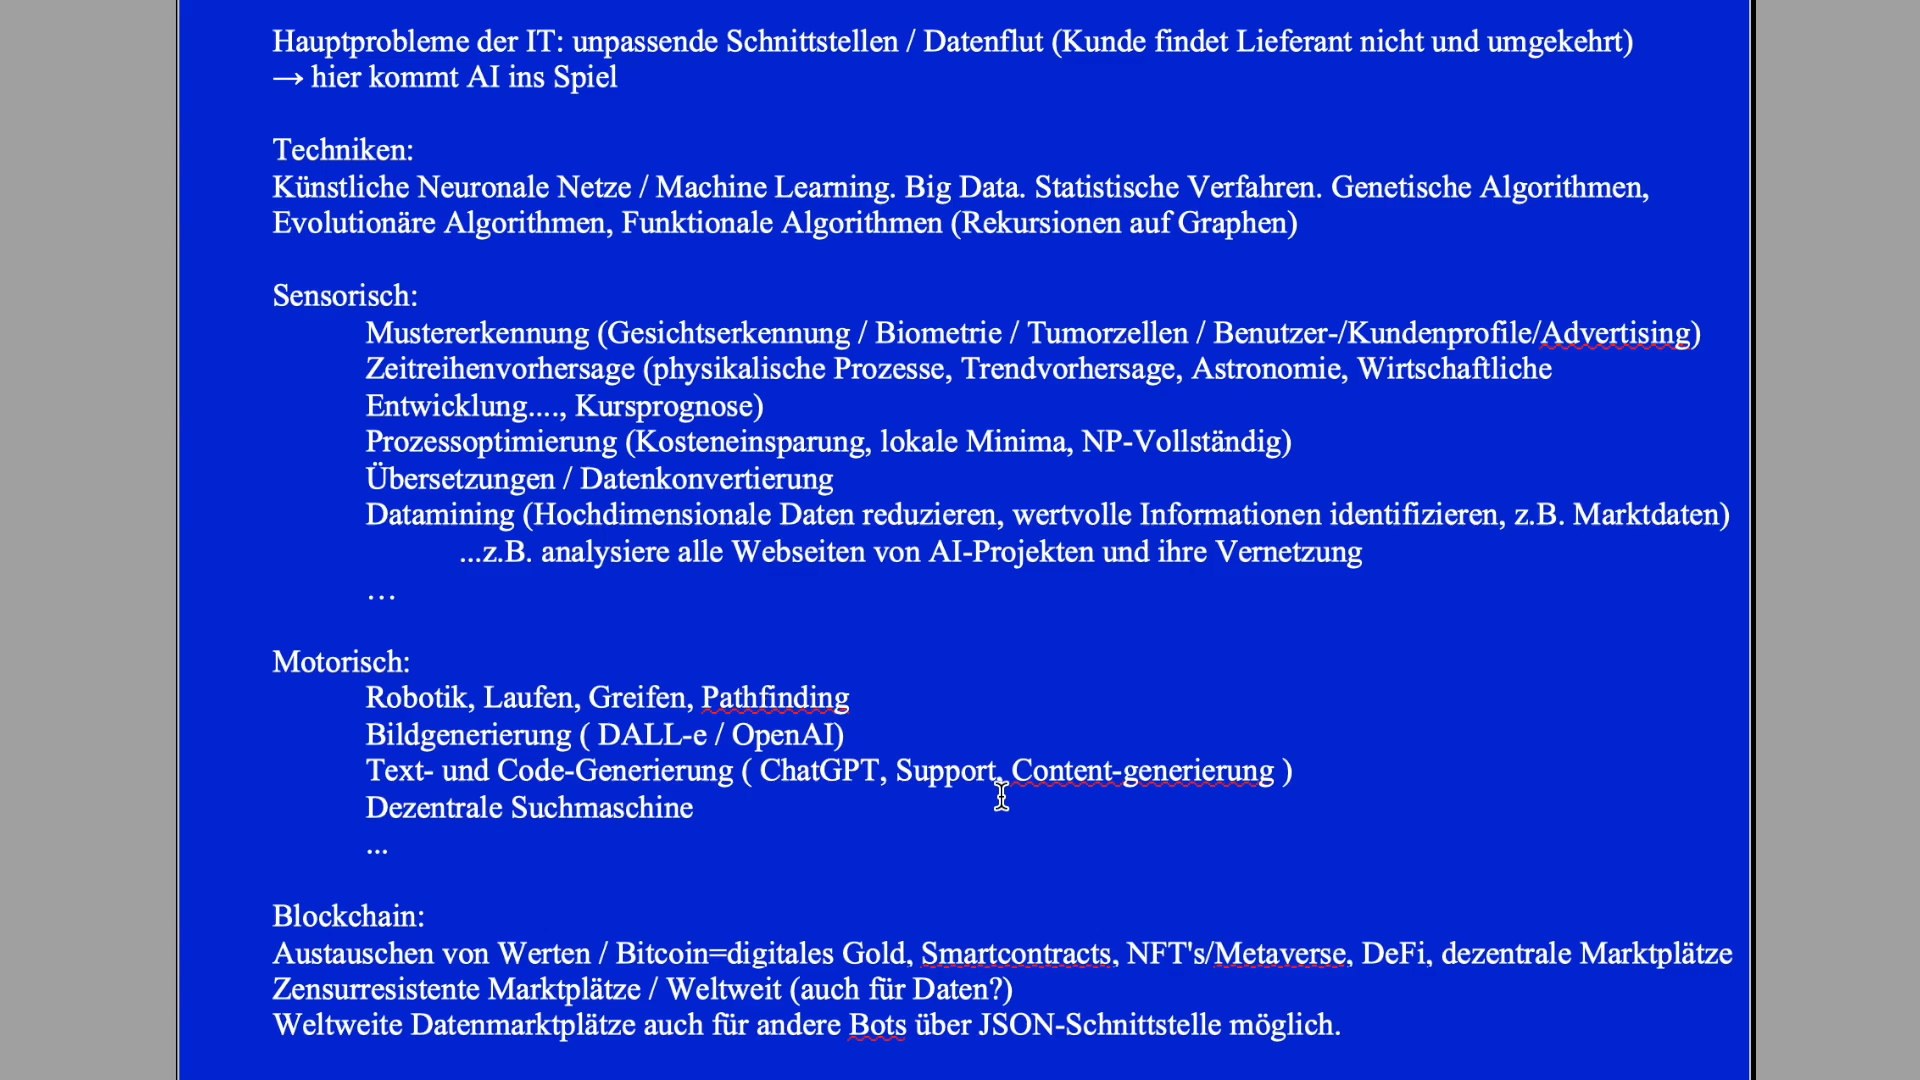 Hauptprobleme der IT: unpassende Schnittstellen / Datenflut (Kunde findet Lieferant nicht und umgekehrt)
→ hier kommt AI ins Spiel
Techniken:
Künstliche Neuronale Netze / Machine Learning. Big Data. Statistische Verfahren. Genetische Algorithmen,
Evolutionäre Algorithmen, Funktionale Algorithmen (Rekursionen auf Graphen)
Sensorisch:
Mustererkennung (Gesichtserkennung / Biometrie / Tumorzellen / Benutzer-/Kundenprofile/Advertising)
Zeitreihenvorhersage (physikalische Prozesse, Trendvorhersage, Astronomie, Wirtschaftliche
Entwicklung...., Kursprognose)
Prozessoptimierung (Kosteneinsparung, lokale Minima, NP-Vollständig)
Übersetzungen / Datenkonvertierung
Datamining (Hochdimensionale Daten reduzieren, wertvolle Informationen identifizieren, z.B. Marktdaten)
...z.B. analysiere alle Webseiten von AI-Projekten und ihre Vernetzung
…
Motorisch:
Robotik, Laufen, Greifen, Pathfinding
Bildgenerierung ( DALL-e / OpenAI)
Text- und Code-Generierung ( ChatGPT, Support, Content-generierung )
Dezentrale Suchmaschine
...
Blockchain:
Austauschen von Werten / Bitcoin=digitales Gold, Smartcontracts, NFT's/Metaverse, DeFi, dezentrale Marktplätze
Zensurresistente Marktplätze / Weltweit (auch für Daten?)
Weltweite Datenmarktplätze auch für andere Bots über JSON-Schnittstelle möglich.